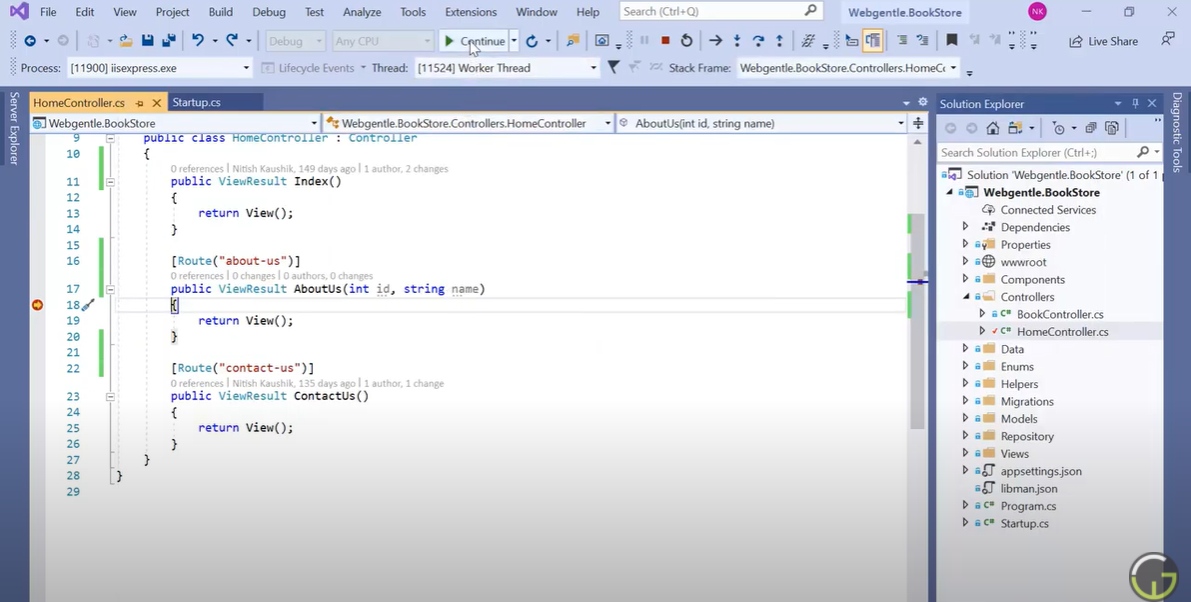 File Edit View Project Build Debug Test Analyze Tools Extensions Window Help Search (Ctrl+Q) Webgentle.BookStore NK
Debug Any CPU Continue Live Share
Process: [11900] iisexpress.exe Lifecycle Events Thread: [11524] Worker Thread Stack Frame: Webgentle.BookStore.Controllers.HomeC
Server Explorer
HomeController.cs Startup.cs
Webgentle.BookStore Webgentle.BookStore.Controllers.HomeController AboutUs(int id, string name)
9 public class HomeController : Controller
10 {
0 references | Nitish Kaushik, 149 days ago | 1 author, 2 changes
11 public ViewResult Index()
12 {
13 return View();
14 }
15
16 [Route("about-us")]
0 references | 0 changes | 0 authors, 0 changes
17 public ViewResult AboutUs(int id, string name)
18 {
19 return View();
20 }
21
22 [Route("contact-us")]
0 references | Nitish Kaushik, 135 days ago | 1 author, 1 change
23 public ViewResult ContactUs()
24 {
25 return View();
26 }
27 }
28 }
29
Solution Explorer
Search Solution Explorer (Ctrl+;)
Solution 'Webgentle.BookStore' (1 of 1
Webgentle.BookStore
Connected Services
Dependencies
Properties
wwwroot
Components
Controllers
BookController.cs
HomeController.cs
Data
Enums
Helpers
Migrations
Models
Repository
Views
appsettings.json
libman.json
Program.cs
Startup.cs
Diagnostic Tools